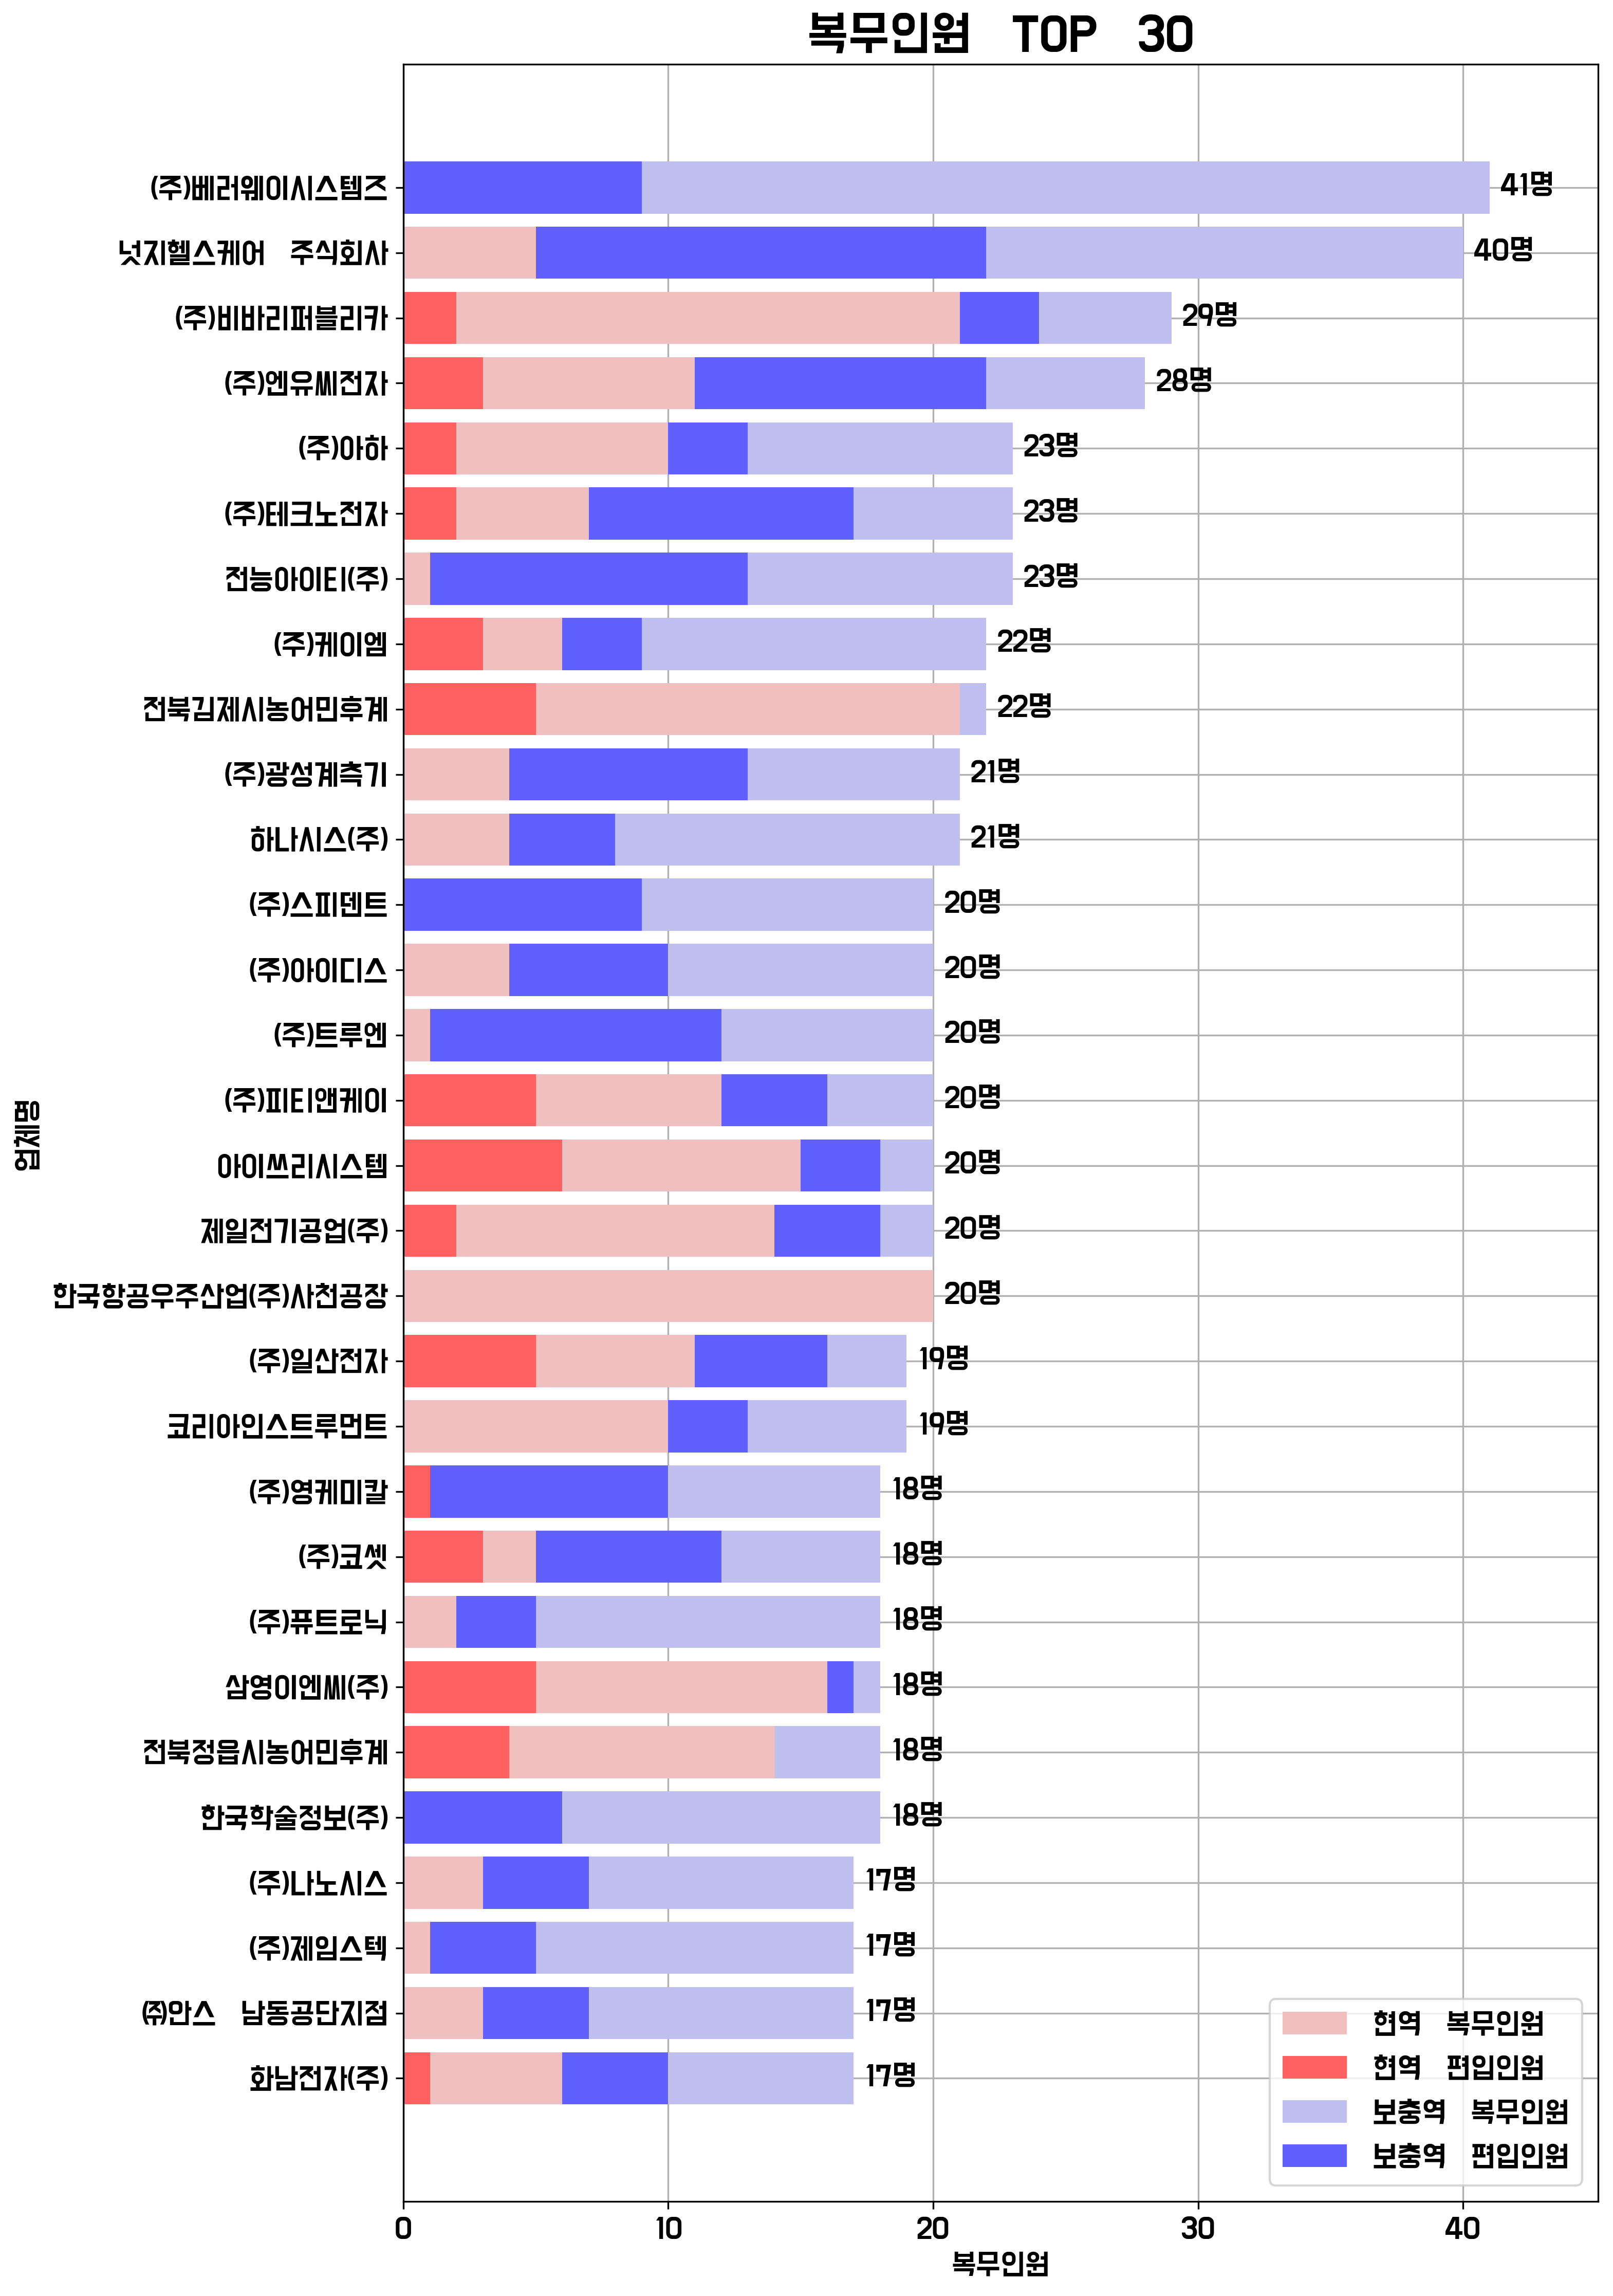 복무인원 TOP 30
(주)베러웨이시스템즈 41명
넛지헬스케어 주식회사 40명
(주)비바리퍼블리카 29명
(주)엔유씨전자 28명
(주)아하 23명
(주)테크노전자 23명
전능아이티(주) 23명
(주)케이엠 22명
전북김제시농어민후계 22명
(주)광성계측기 21명
하나시스(주) 21명
(주)스피덴트 20명
(주)아이디스 20명
(주)트루엔 20명
(주)피티앤케이 20명
아이쓰리시스템 20명
제일전기공업(주) 20명
한국항공우주산업(주)사천공장 20명
(주)일산전자 19명
코리아인스트루먼트 19명
(주)영케미칼 18명
(주)코셋 18명
(주)퓨트로닉 18명
삼영이엔씨(주) 18명
전북정읍시농어민후계 18명
한국학술정보(주) 18명
(주)나노시스 17명
(주)제임스텍 17명
㈜안스 남동공단지점 17명
화남전자(주) 17명
업체명
현역 복무인원
현역 편입인원
보충역 복무인원
보충역 편입인원
0 10 20 30 40
복무인원